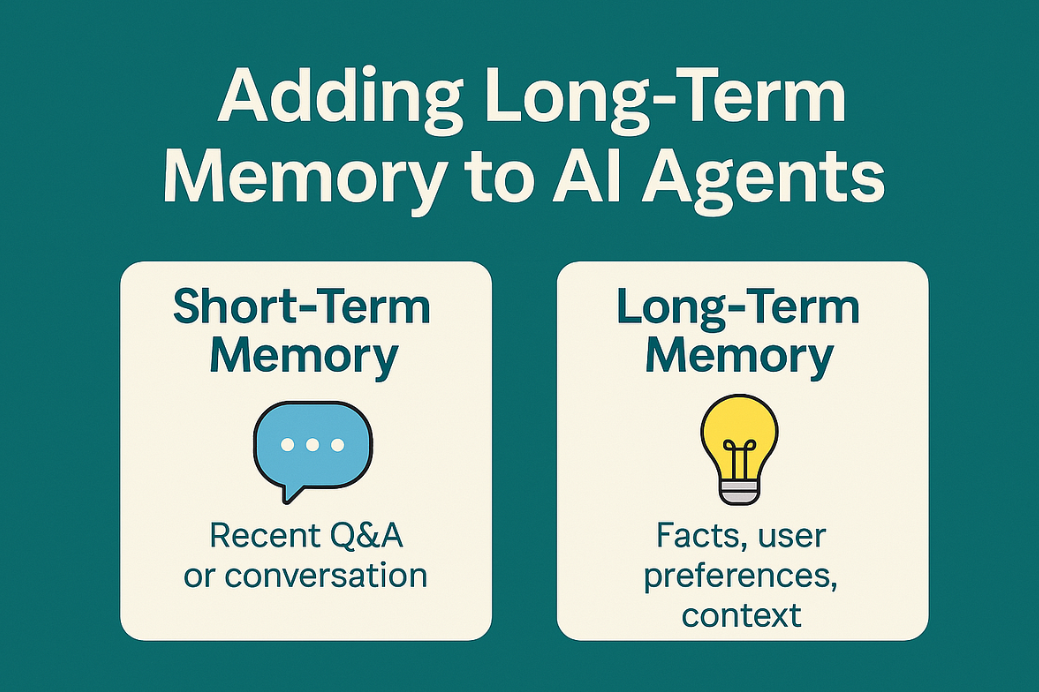 Adding Long-Term
Memory to AI Agents
Short-Term
Memory
Recent Q&A
or conversation
Long-Term
Memory
Facts, user
preferences,
context